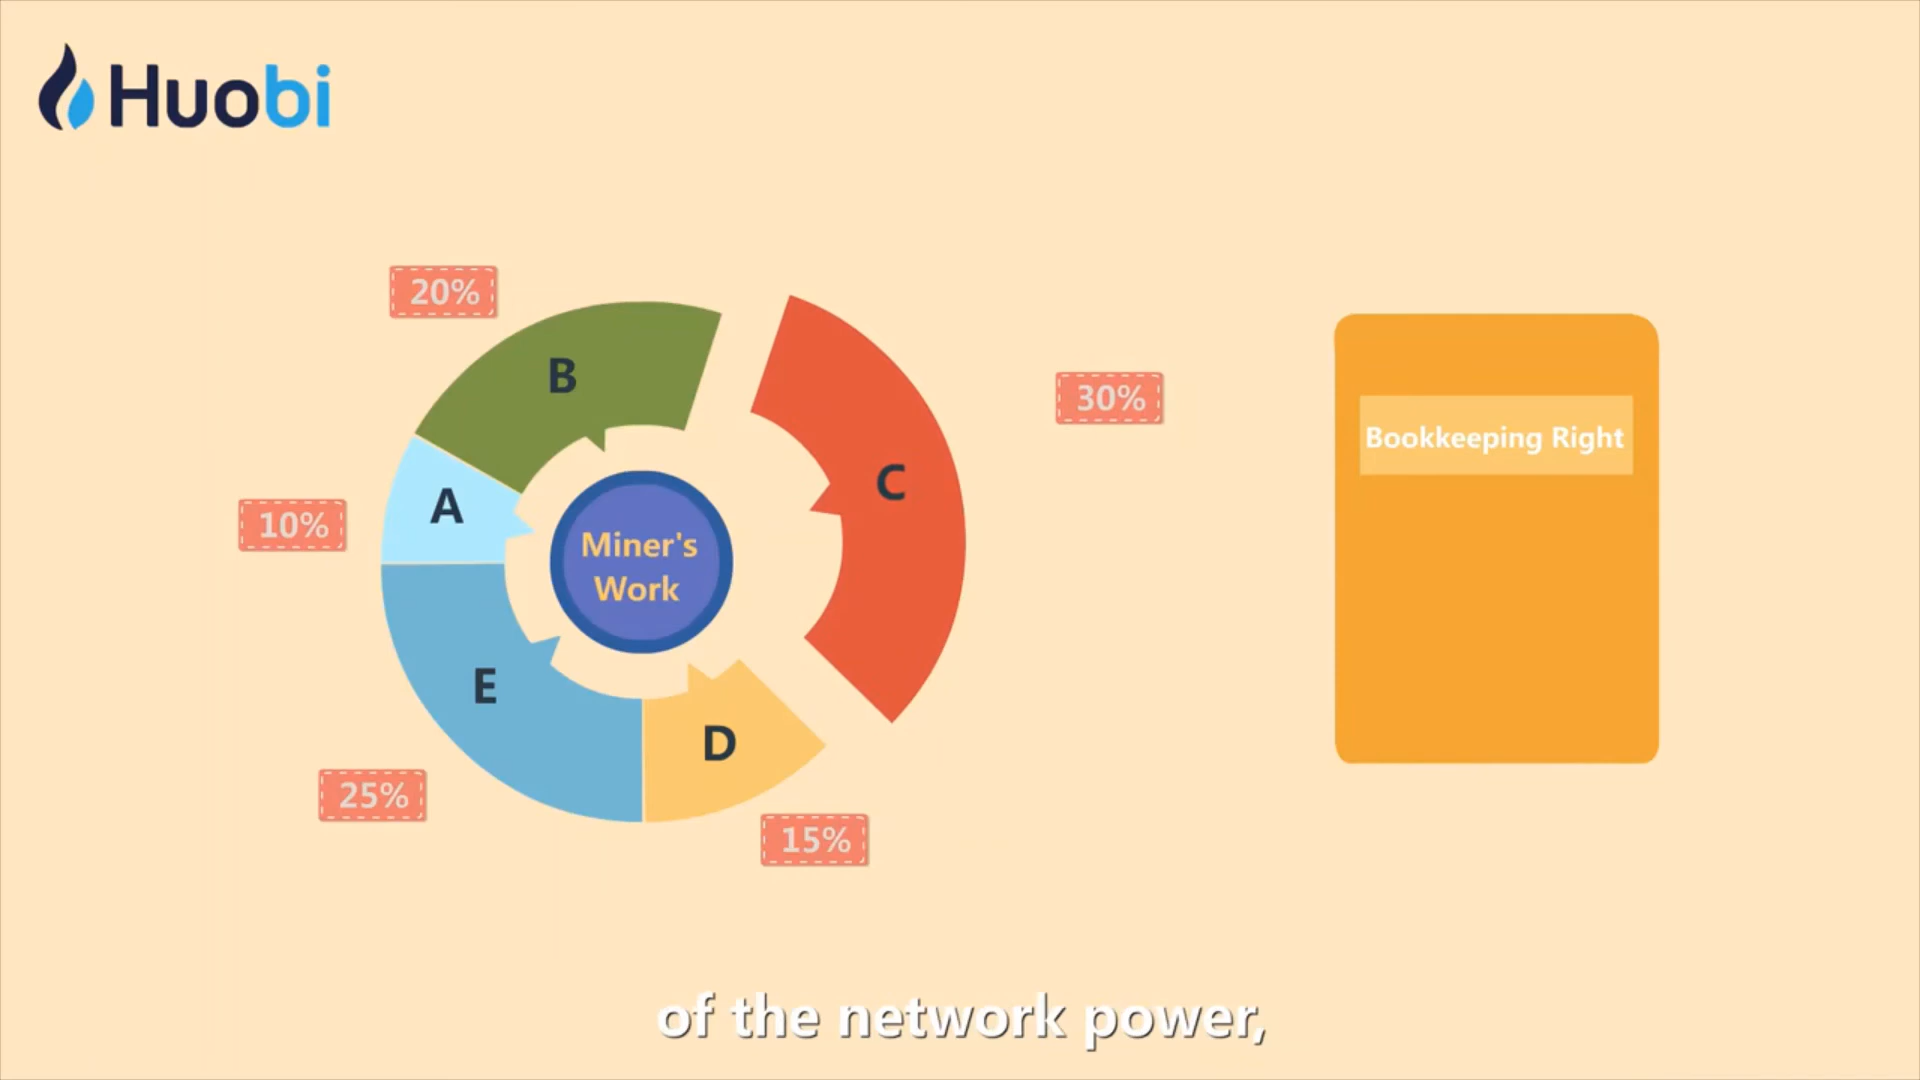 Huobi
20%
B
30%
C
Bookkeeping Right
A
10%
Miner's
Work
E
D
25%
15%
of the network power,